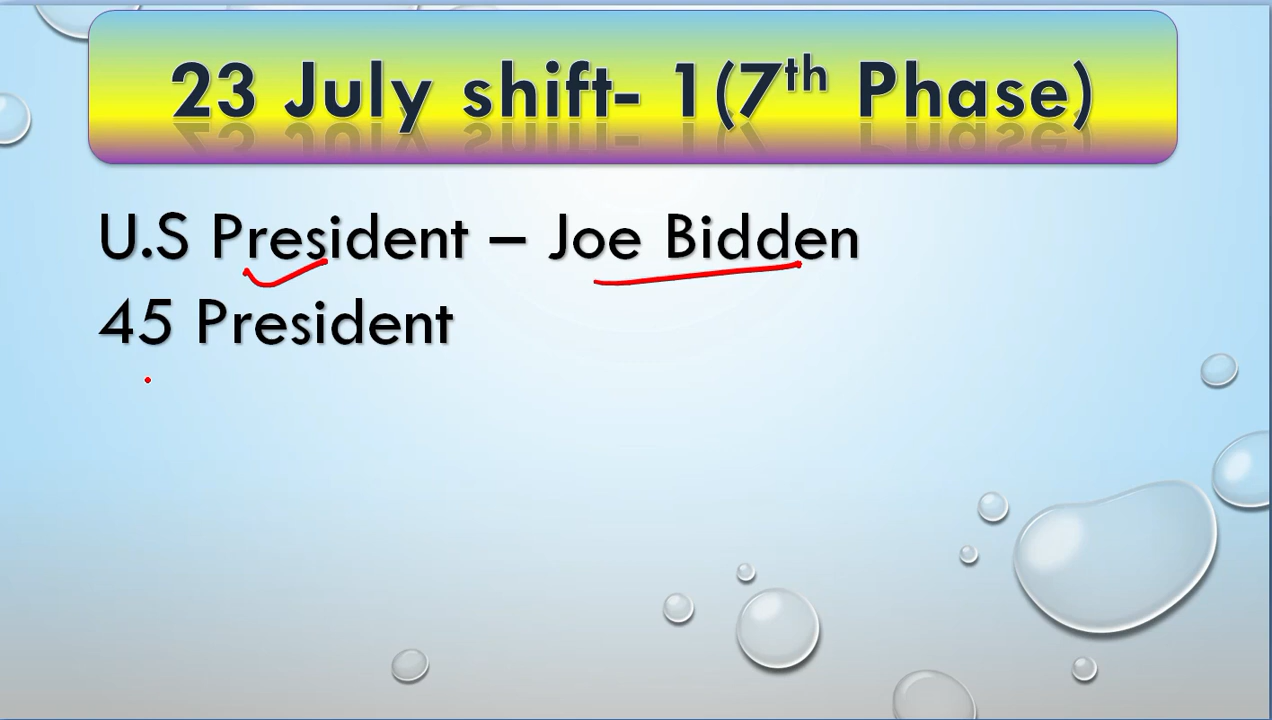 23 July shift- 1(7th Phase)
U.S President – Joe Bidden
45 President